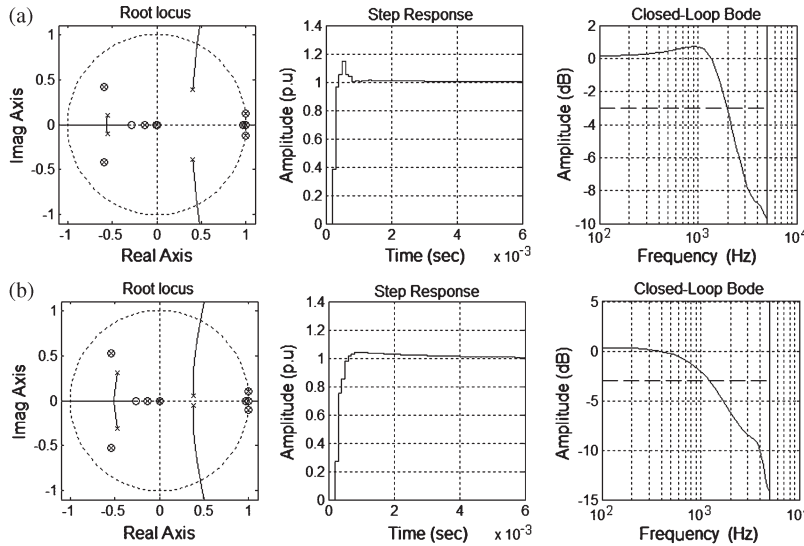 (a)
Root locus
1
0.5
0
-0.5
-1
Imag Axis
-1 -0.5 0 0.5 1
Real Axis
Step Response
1.4
1.2
1
0.8
0.6
0.4
0.2
0
Amplitude (p.u)
0 2 4 6
Time (sec) x 10⁻³
Closed-Loop Bode
2
0
-2
-4
-6
-8
-10
Amplitude (dB)
10² 10³ 10⁴
Frequency (Hz)
(b)
Root locus
1
0.5
0
-0.5
-1
Imag Axis
-1 -0.5 0 0.5 1
Real Axis
Step Response
1.4
1.2
1
0.8
0.6
0.4
0.2
0
Amplitude (p.u)
0 2 4 6
Time (sec) x 10⁻³
Closed-Loop Bode
5
0
-5
-10
-15
Amplitude (dB)
10² 10³
Frequency (Hz)